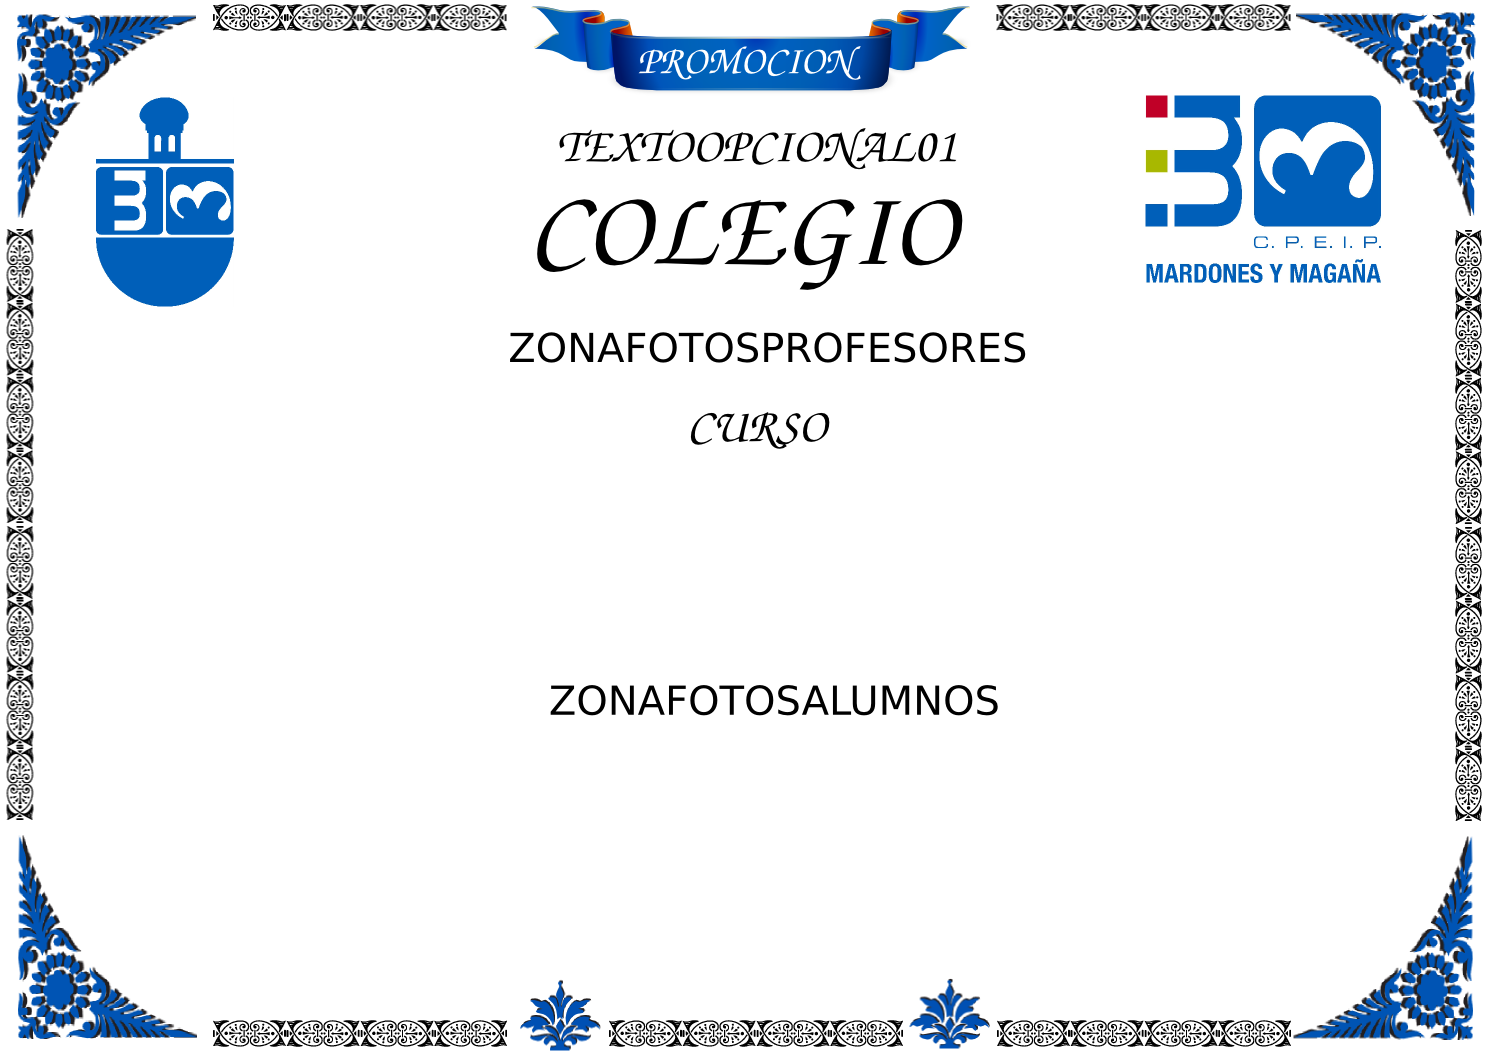 PROMOCION
TEXTOOPCIONAL01
COLEGIO
C. P. E. I. P.
MARDONES Y MAGAÑA
ZONAFOTOSPROFESORES
CURSO
ZONAFOTOSALUMNOS